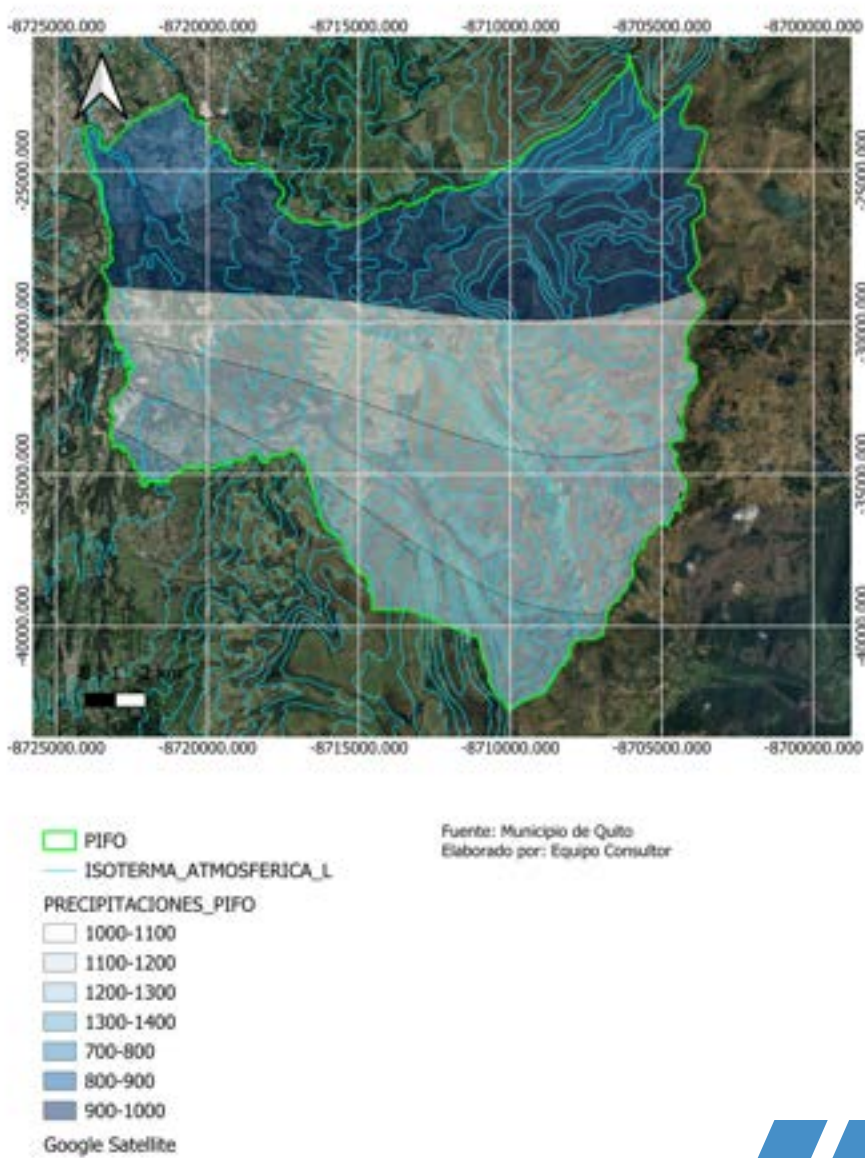 -8725000.000 -8720000.000 -8715000.000 -8710000.000 -8705000.000 -8700000.000
-25000.000 -25000.000
-30000.000 -30000.000
-35000.000 -35000.000
-40000.000 -40000.000
-8725000.000 -8720000.000 -8715000.000 -8710000.000 -8705000.000 -8700000.000
PIFO
ISOTERMA_ATMOSFERICA_L
PRECIPITACIONES_PIFO
1000-1100
1100-1200
1200-1300
1300-1400
700-800
800-900
900-1000
Google Satellite
Fuente: Municipio de Quito
Elaborado por: Equipo Consultor